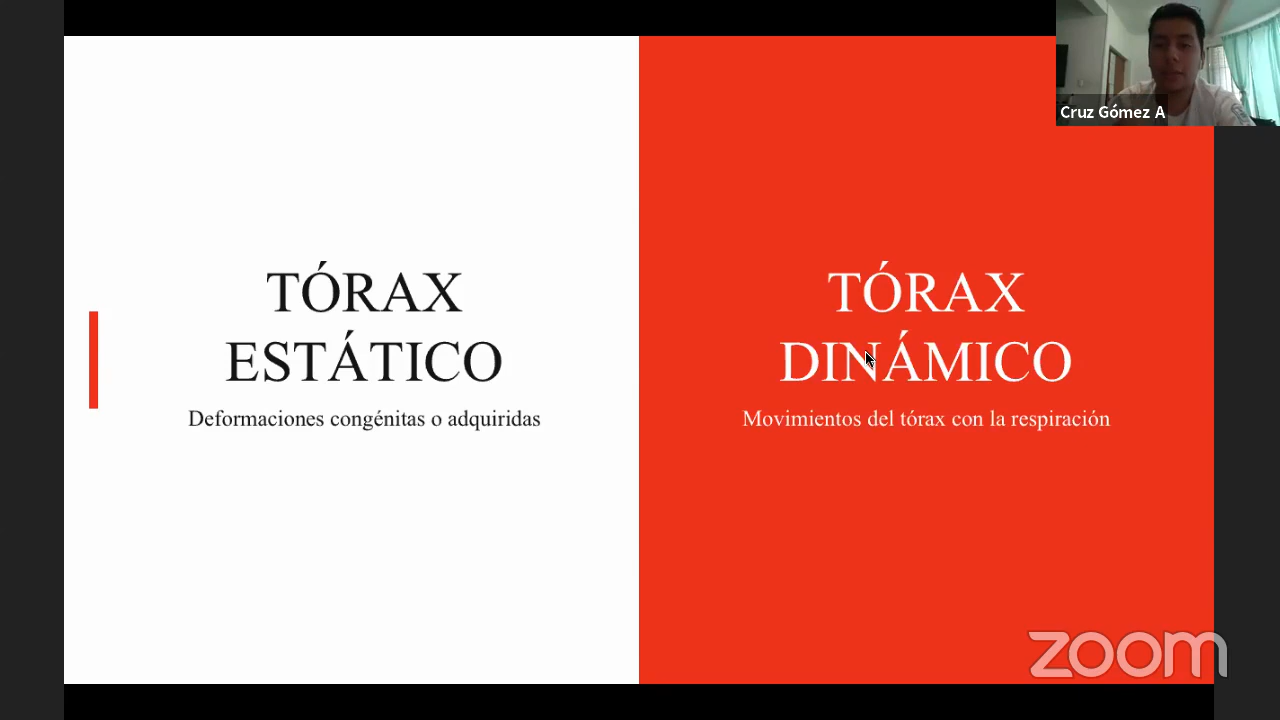 Cruz Gómez A
TÓRAX
ESTÁTICO
Deformaciones congénitas o adquiridas
TÓRAX
DINÁMICO
Movimientos del tórax con la respiración
zoom